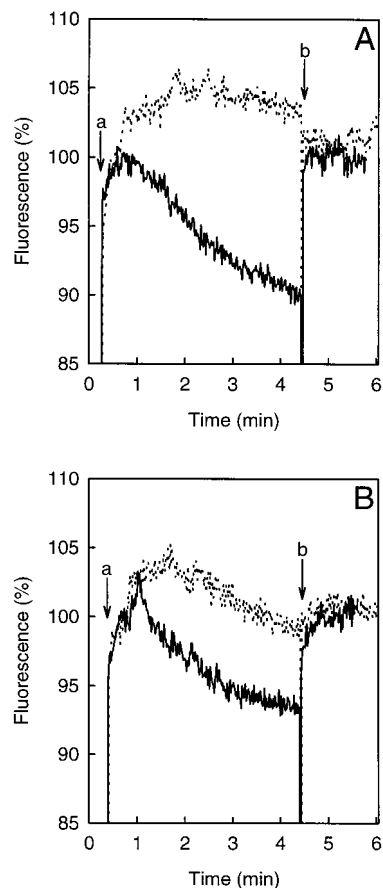 A
110
105
100
95
90
85
Fluorescence (%)
a
b
0 1 2 3 4 5 6
Time (min)
B
110
105
100
95
90
85
Fluorescence (%)
a
b
0 1 2 3 4 5 6
Time (min)